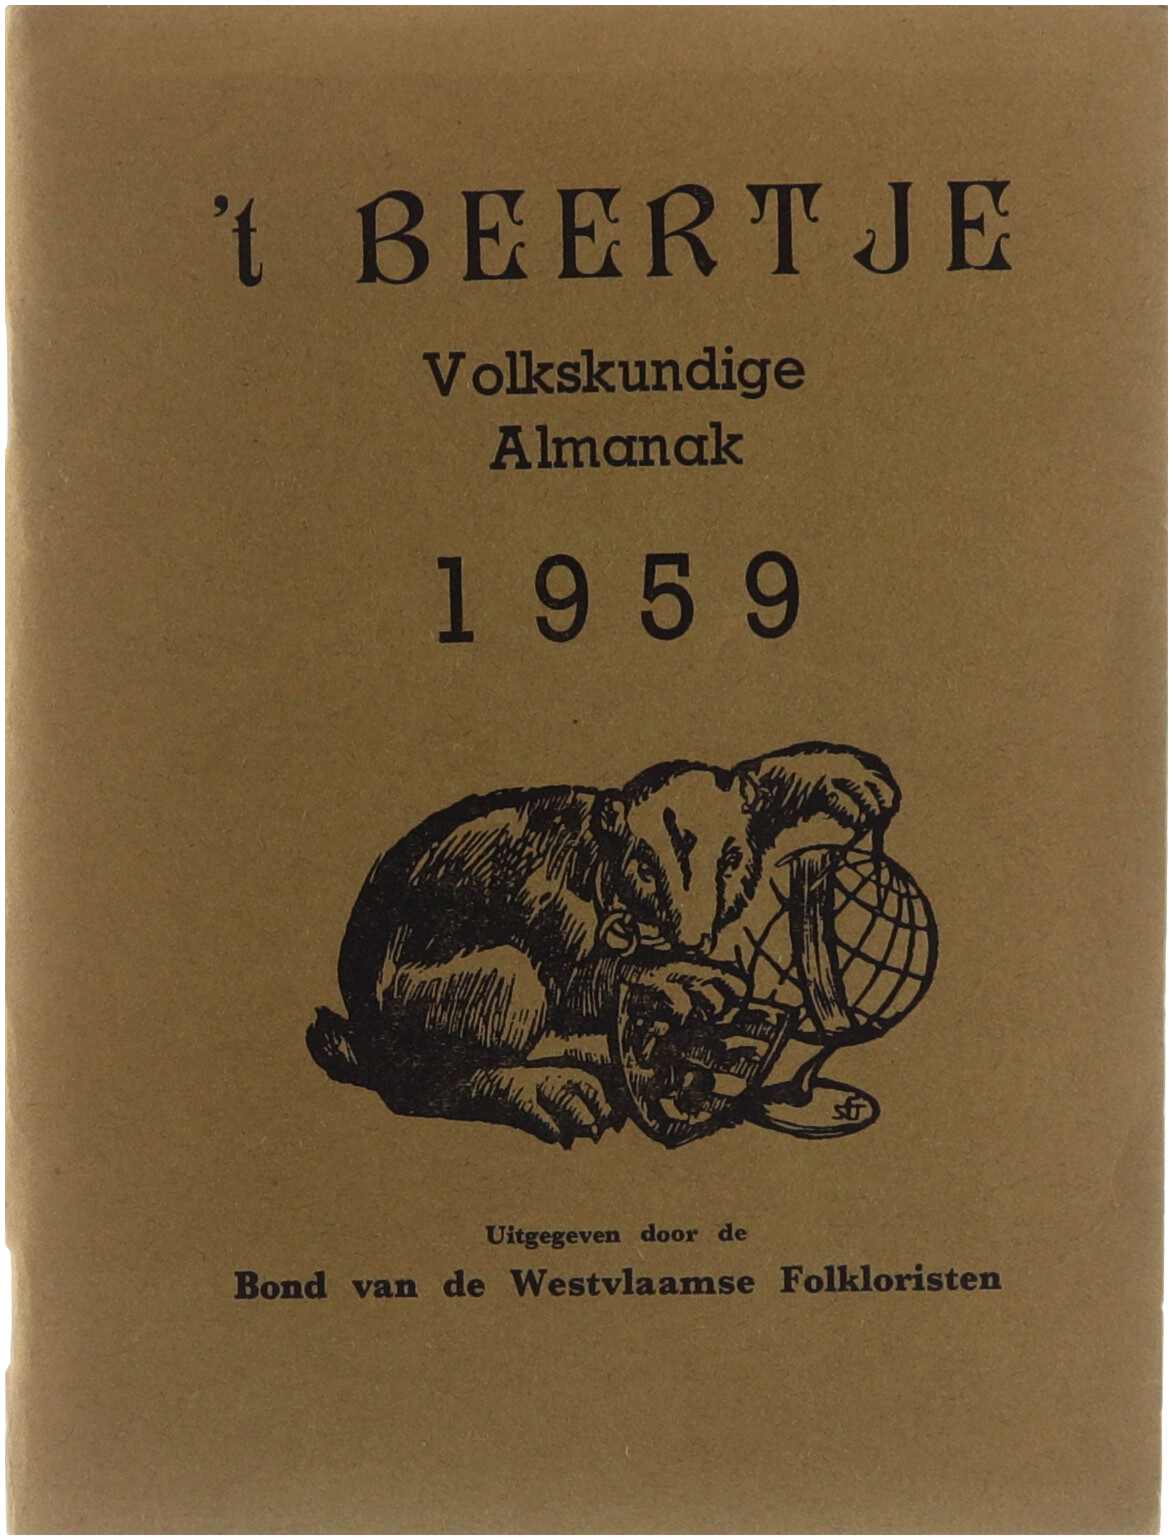 't BEERTJE
Volkskundige
Almanak
1959
Uitgegeven door de
Bond van de Westvlaamse Folkloristen